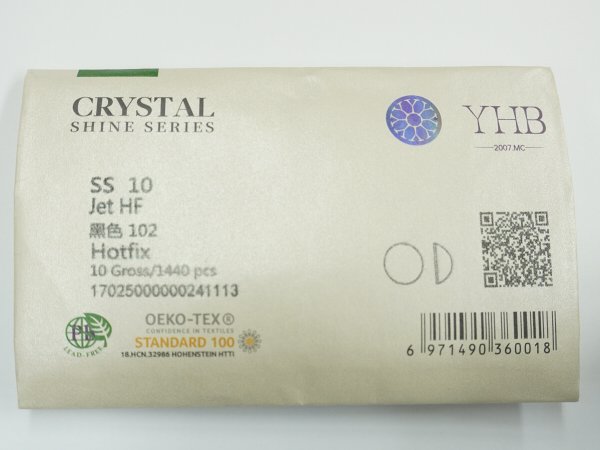 CRYSTAL
SHINE SERIES
YHB
2007.MC
SS 10
Jet HF
黑色 102
Hotfix
10 Gross/1440 pcs
17025000000241113
Pb
LEAD-FREE
OEKO-TEX®
CONFIDENCE IN TEXTILES
STANDARD 100
18.HCN.32986 HOHENSTEIN HTTI
6 971490 360018